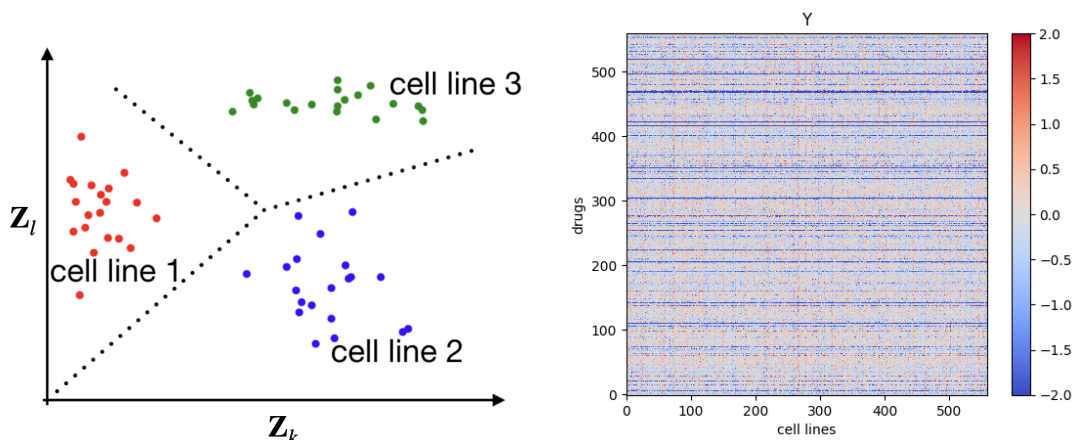 cell line 3
Z_l
cell line 1
cell line 2
Z_k
Y
drugs
500
400
300
200
100
0
0 100 200 300 400 500
cell lines
2.0
1.5
1.0
0.5
0.0
−0.5
−1.0
−1.5
−2.0